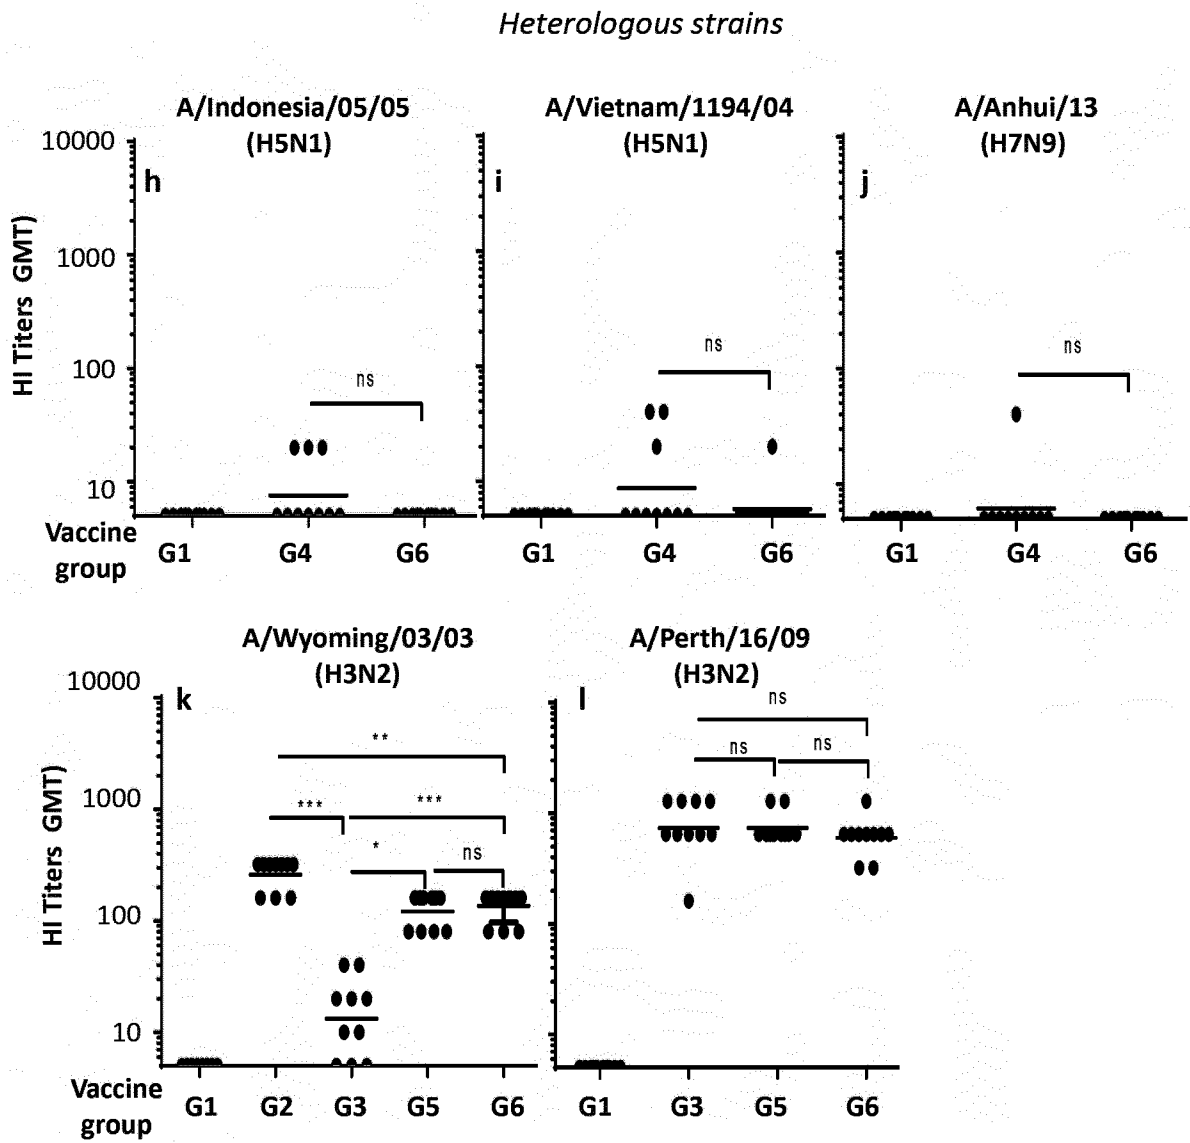 Heterologous strains
A/Indonesia/05/05
(H5N1)
A/Vietnam/1194/04
(H5N1)
A/Anhui/13
(H7N9)
h
i
j
HI Titers GMT)
10000
1000
100
10
ns
ns
ns
Vaccine
group
G1 G4 G6
G1 G4 G6
G1 G4 G6
A/Wyoming/03/03
(H3N2)
A/Perth/16/09
(H3N2)
k
l
HI Titers GMT)
10000
1000
100
10
**
***
***
*
ns
ns
ns
ns
Vaccine
group
G1 G2 G3 G5 G6
G1 G3 G5 G6